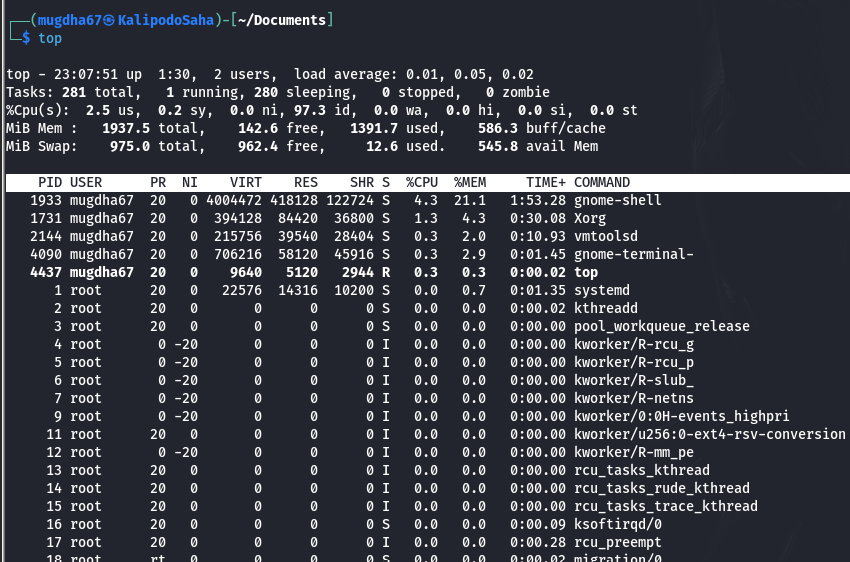 ┌──(mugdha67㉿KalipodoSaha)-[~/Documents]
└─$ top
top - 23:07:51 up  1:30,  2 users,  load average: 0.01, 0.05, 0.02
Tasks: 281 total,   1 running, 280 sleeping,   0 stopped,   0 zombie
%Cpu(s):  2.5 us,  0.2 sy,  0.0 ni, 97.3 id,  0.0 wa,  0.0 hi,  0.0 si,  0.0 st
MiB Mem :   1937.5 total,    142.6 free,   1391.7 used,    586.3 buff/cache
MiB Swap:    975.0 total,    962.4 free,     12.6 used.    545.8 avail Mem
PID USER      PR  NI    VIRT    RES    SHR S  %CPU  %MEM     TIME+ COMMAND
1933 mugdha67  20   0 4004472 418128 122724 S   4.3  21.1   1:53.28 gnome-shell
1731 mugdha67  20   0  394128  84420  36800 S   1.3   4.3   0:30.08 Xorg
2144 mugdha67  20   0  215756  39540  28404 S   0.3   2.0   0:10.93 vmtoolsd
4090 mugdha67  20   0  706216  58120  45916 S   0.3   2.9   0:01.45 gnome-terminal-
4437 mugdha67  20   0    9640   5120   2944 R   0.3   0.3   0:00.02 top
1 root      20   0   22576  14316  10200 S   0.0   0.7   0:01.35 systemd
2 root      20   0       0      0      0 S   0.0   0.0   0:00.02 kthreadd
3 root      20   0       0      0      0 S   0.0   0.0   0:00.00 pool_workqueue_release
4 root       0 -20       0      0      0 I   0.0   0.0   0:00.00 kworker/R-rcu_g
5 root       0 -20       0      0      0 I   0.0   0.0   0:00.00 kworker/R-rcu_p
6 root       0 -20       0      0      0 I   0.0   0.0   0:00.00 kworker/R-slub_
7 root       0 -20       0      0      0 I   0.0   0.0   0:00.00 kworker/R-netns
9 root       0 -20       0      0      0 I   0.0   0.0   0:00.00 kworker/0:0H-events_highpri
11 root      20   0       0      0      0 I   0.0   0.0   0:00.00 kworker/u256:0-ext4-rsv-conversion
12 root       0 -20       0      0      0 I   0.0   0.0   0:00.00 kworker/R-mm_pe
13 root      20   0       0      0      0 I   0.0   0.0   0:00.00 rcu_tasks_kthread
14 root      20   0       0      0      0 I   0.0   0.0   0:00.00 rcu_tasks_rude_kthread
15 root      20   0       0      0      0 I   0.0   0.0   0:00.00 rcu_tasks_trace_kthread
16 root      20   0       0      0      0 S   0.0   0.0   0:00.09 ksoftirqd/0
17 root      20   0       0      0      0 I   0.0   0.0   0:00.28 rcu_preempt
18 root      rt   0       0      0      0 S   0.0   0.0   0:00.02 migration/0